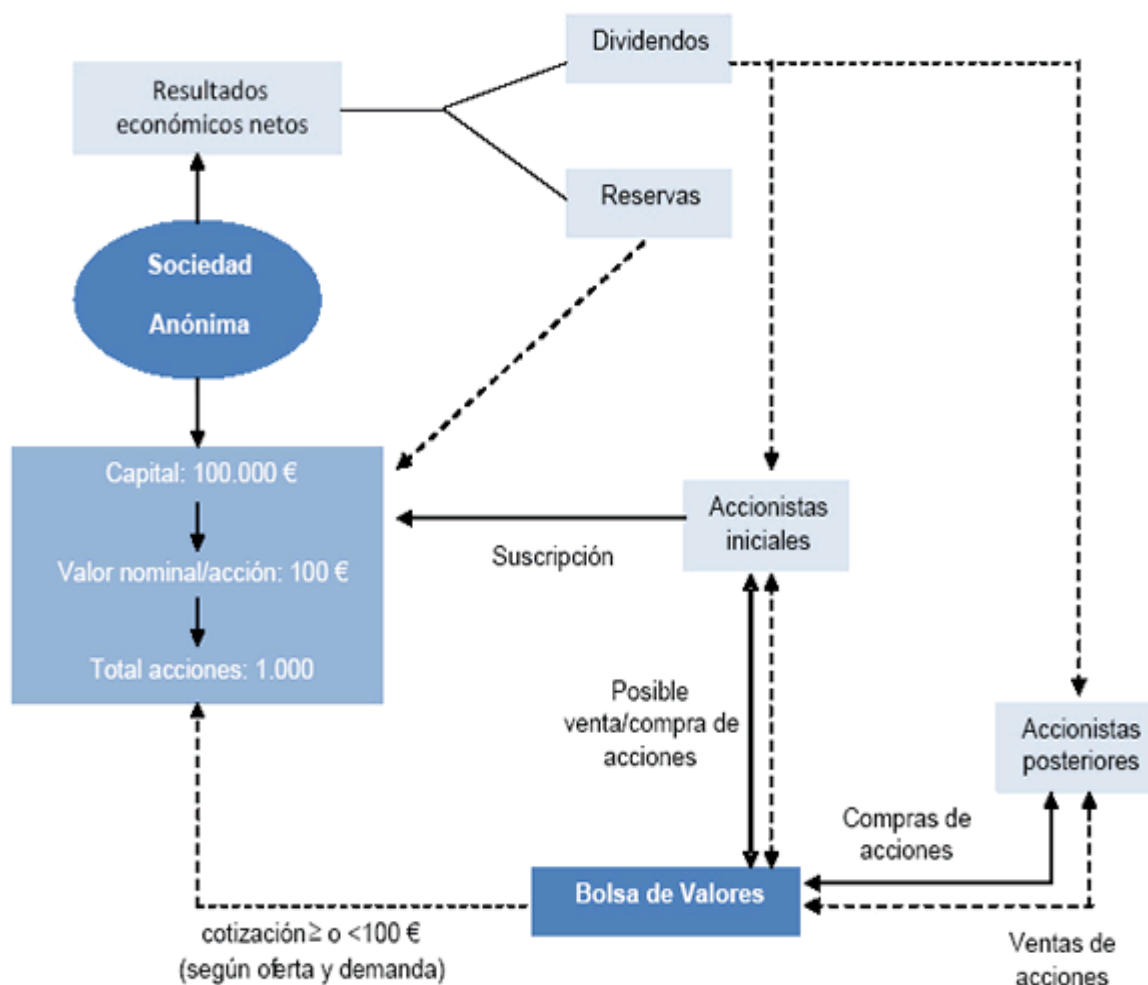 Dividendos
Resultados
económicos netos
Reservas
Sociedad
Anónima
Capital: 100.000 €
Valor nominal/acción: 100 €
Total acciones: 1.000
Suscripción
Accionistas
iniciales
Posible
venta/compra de
acciones
Accionistas
posteriores
Compras de
acciones
Bolsa de Valores
cotización≥ o <100 €
(según oferta y demanda)
Ventas de
acciones